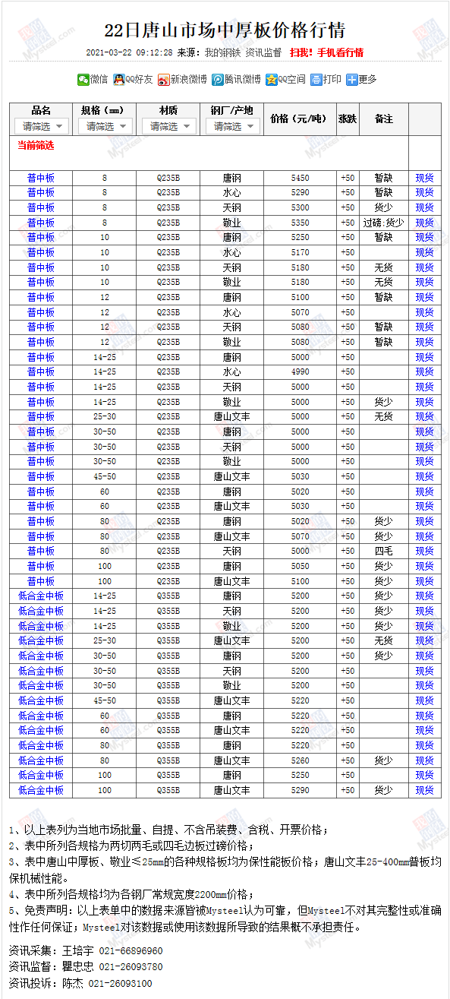 22日唐山市场中厚板价格行情
2021-03-22 09:12:28 来源：我的钢铁 资讯监督 扫我！手机看行情
微信 QQ好友 新浪微博 腾讯微博 QQ空间 打印 更多
品名 规格（mm） 材质 钢厂/产地 价格（元/吨） 涨跌 备注
请筛选 请筛选 请筛选 请筛选
当前筛选
普中板 8 Q235B 唐钢 5450 +50 暂缺 现货
普中板 8 Q235B 水心 5290 +50 暂缺 现货
普中板 8 Q235B 天钢 5300 +50 货少 现货
普中板 8 Q235B 敬业 5350 +50 过磅;货少 现货
普中板 10 Q235B 唐钢 5250 +50 暂缺 现货
普中板 10 Q235B 水心 5170 +50 现货
普中板 10 Q235B 天钢 5180 +50 无货 现货
普中板 10 Q235B 敬业 5180 +50 无货 现货
普中板 12 Q235B 唐钢 5100 +50 暂缺 现货
普中板 12 Q235B 水心 5070 +50 现货
普中板 12 Q235B 天钢 5080 +50 暂缺 现货
普中板 12 Q235B 敬业 5080 +50 暂缺 现货
普中板 14-25 Q235B 唐钢 5000 +50 现货
普中板 14-25 Q235B 水心 4990 +50 现货
普中板 14-25 Q235B 天钢 5000 +50 现货
普中板 14-25 Q235B 敬业 5000 +50 货少 现货
普中板 25-30 Q235B 唐山文丰 5000 +50 无货 现货
普中板 30-50 Q235B 唐钢 5000 +50 现货
普中板 30-50 Q235B 天钢 5000 +50 现货
普中板 30-50 Q235B 敬业 5000 +50 现货
普中板 45-50 Q235B 唐山文丰 5030 +50 现货
普中板 60 Q235B 唐钢 5020 +50 现货
普中板 60 Q235B 唐山文丰 5030 +50 现货
普中板 80 Q235B 唐钢 5020 +50 货少 现货
普中板 80 Q235B 唐山文丰 5070 +50 货少 现货
普中板 80 Q235B 天钢 5000 +50 四毛 现货
普中板 100 Q235B 唐钢 5050 +50 货少 现货
普中板 100 Q235B 唐山文丰 5100 +50 货少 现货
低合金中板 14-25 Q355B 唐钢 5200 +50 货少 现货
低合金中板 14-25 Q355B 天钢 5200 +50 货少 现货
低合金中板 14-25 Q355B 敬业 5200 +50 货少 现货
低合金中板 25-30 Q355B 唐山文丰 5200 +50 无货 现货
低合金中板 30-50 Q355B 唐钢 5200 +50 货少 现货
低合金中板 30-50 Q355B 天钢 5200 +50 现货
低合金中板 30-50 Q355B 敬业 5200 +50 现货
低合金中板 45-50 Q355B 唐山文丰 5220 +50 现货
低合金中板 60 Q355B 唐钢 5220 +50 现货
低合金中板 60 Q355B 唐山文丰 5220 +50 现货
低合金中板 80 Q355B 唐钢 5220 +50 现货
低合金中板 80 Q355B 唐山文丰 5260 +50 货少 现货
低合金中板 100 Q355B 唐钢 5250 +50 现货
低合金中板 100 Q355B 唐山文丰 5290 +50 货少 现货
1、以上表列为当地市场批量、自提、不含吊装费、含税、开票价格；
2、表中所列各规格为两切两毛或四毛边板过磅价格；
3、表中唐山中厚板、敬业≤25mm的各种规格板均为保性能板价格；唐山文丰25-400mm普板均
保机械性能。
4、表中所列各规格均为各钢厂常规宽度2200mm价格；
5、免责声明：以上表单中的数据来源皆被Mysteel认为可靠，但Mysteel不对其完整性或准确
性作任何保证；Mysteel对该数据或使用该数据所导致的结果概不承担责任。
资讯采集：王培宇 021-66896960
资讯监督：瞿忠忠 021-26093780
资讯投诉：陈杰 021-26093100